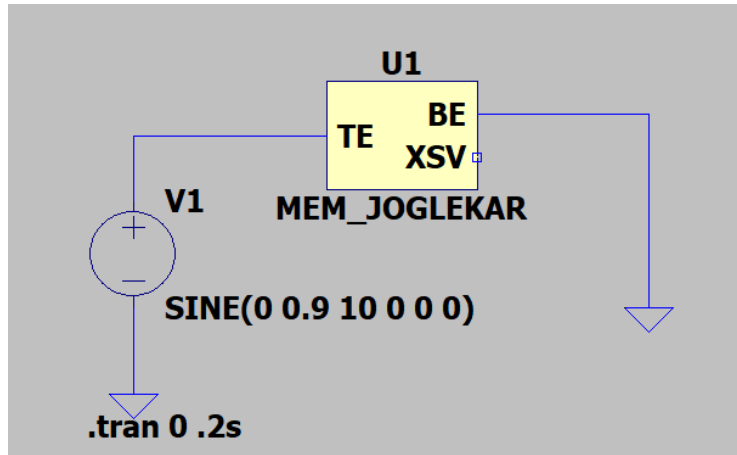 U1
TE
BE
XSV
V1
MEM_JOGLEKAR
SINE(0 0.9 10 0 0 0)
.tran 0 .2s